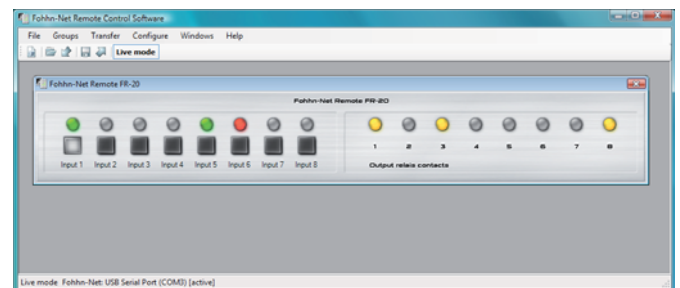 Fohhn-Net Remote Control Software
File Groups Transfer Configure Windows Help
Live mode
Fohhn-Net Remote FR-20
Fohhn-Net Remote FR-20
Input 1 Input 2 Input 3 Input 4 Input 5 Input 6 Input 7 Input 8
1 2 3 4 5 6 7 8
Output relais contacts
Live mode Fohhn-Net: USB Serial Port (COM3) [active]